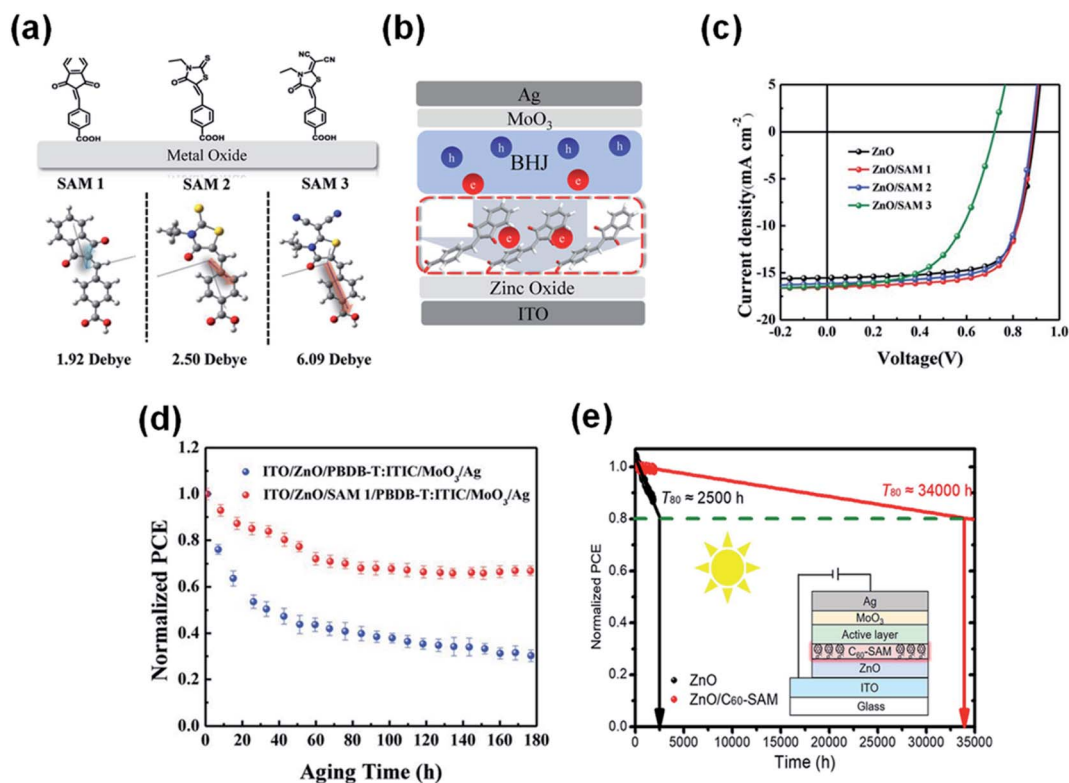 (a)
COOH
COOH
NC CN
COOH
Metal Oxide
SAM 1 SAM 2 SAM 3
1.92 Debye 2.50 Debye 6.09 Debye
(b)
Ag
MoO3
h h h h
BHJ
e e
e e
Zinc Oxide
ITO
(c)
Current density(mA cm-2)
5
0
-5
-10
-15
-20
ZnO
ZnO/SAM 1
ZnO/SAM 2
ZnO/SAM 3
-0.2 0.0 0.2 0.4 0.6 0.8 1.0
Voltage(V)
(d)
Normalized PCE
1.2
1.0
0.8
0.6
0.4
0.2
0.0
ITO/ZnO/PBDB-T:ITIC/MoO3/Ag
ITO/ZnO/SAM 1/PBDB-T:ITIC/MoO3/Ag
0 20 40 60 80 100 120 140 160 180
Aging Time (h)
(e)
Normalized PCE
1.0
0.8
0.6
0.4
0.2
0.0
T80 ≈ 2500 h
T80 ≈ 34000 h
Ag
MoO3
Active layer
C60-SAM
ZnO
ITO
Glass
ZnO
ZnO/C60-SAM
0 5000 10000 15000 20000 25000 30000 35000
Time (h)